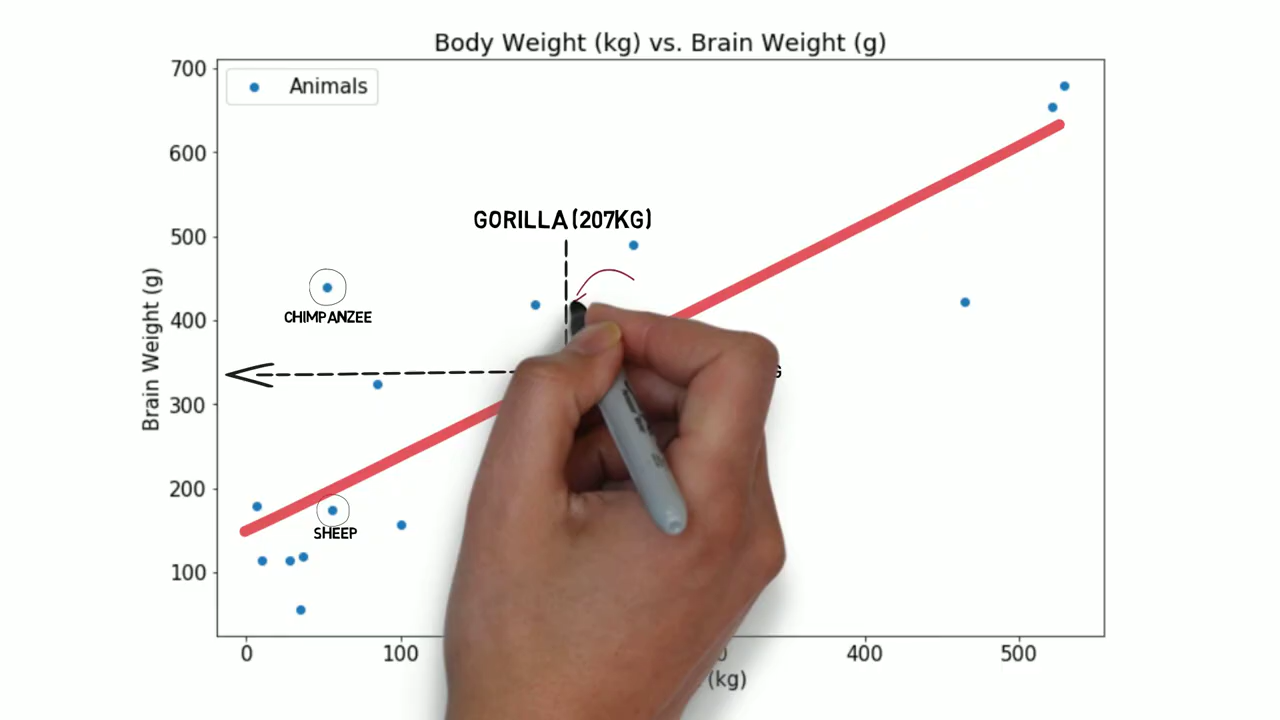 Body Weight (kg) vs. Brain Weight (g)
Animals
700
600
500
400
300
200
100
Brain Weight (g)
GORILLA (207KG)
CHIMPANZEE
SHEEP
0
100
400
500
(kg)